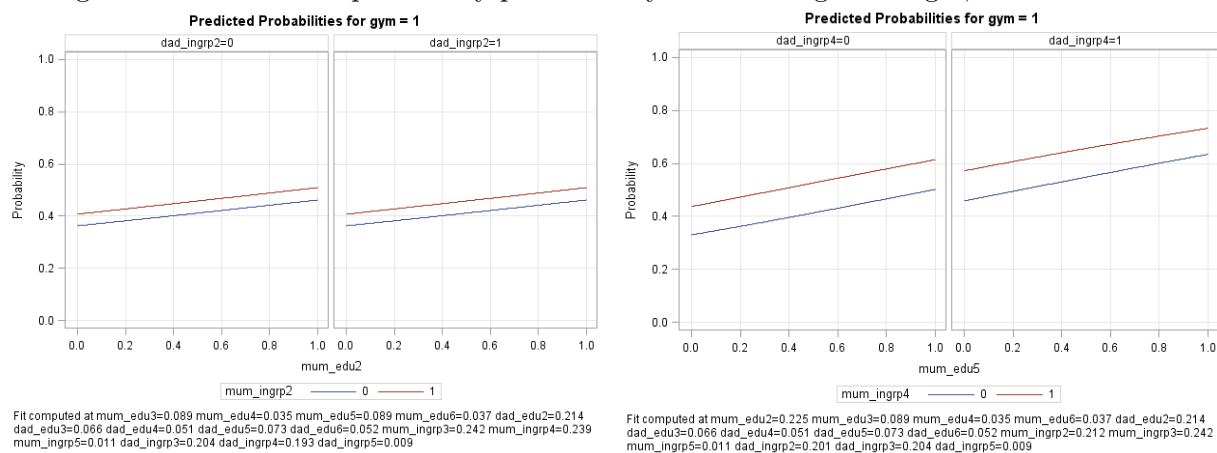 Predicted Probabilities for gym = 1
dad_ingrp2=0 dad_ingrp2=1
1.0
0.8
0.6
0.4
0.2
0.0
Probability
0.0 0.2 0.4 0.6 0.8 1.0 0.0 0.2 0.4 0.6 0.8 1.0
mum_edu2
mum_ingrp2 0 1
Fit computed at mum_edu3=0.089 mum_edu4=0.035 mum_edu5=0.089 mum_edu6=0.037 dad_edu2=0.214
dad_edu3=0.066 dad_edu4=0.051 dad_edu5=0.073 dad_edu6=0.052 mum_ingrp3=0.242 mum_ingrp4=0.239
mum_ingrp5=0.011 dad_ingrp3=0.204 dad_ingrp4=0.193 dad_ingrp5=0.009
Predicted Probabilities for gym = 1
dad_ingrp4=0 dad_ingrp4=1
1.0
0.8
0.6
0.4
0.2
0.0
Probability
0.0 0.2 0.4 0.6 0.8 1.0 0.0 0.2 0.4 0.6 0.8 1.0
mum_edu5
mum_ingrp4 0 1
Fit computed at mum_edu2=0.225 mum_edu3=0.089 mum_edu4=0.035 mum_edu6=0.037 dad_edu2=0.214
dad_edu3=0.066 dad_edu4=0.051 dad_edu5=0.073 dad_edu6=0.052 mum_ingrp2=0.212 mum_ingrp3=0.242
mum_ingrp5=0.011 dad_ingrp2=0.201 dad_ingrp3=0.204 dad_ingrp5=0.009